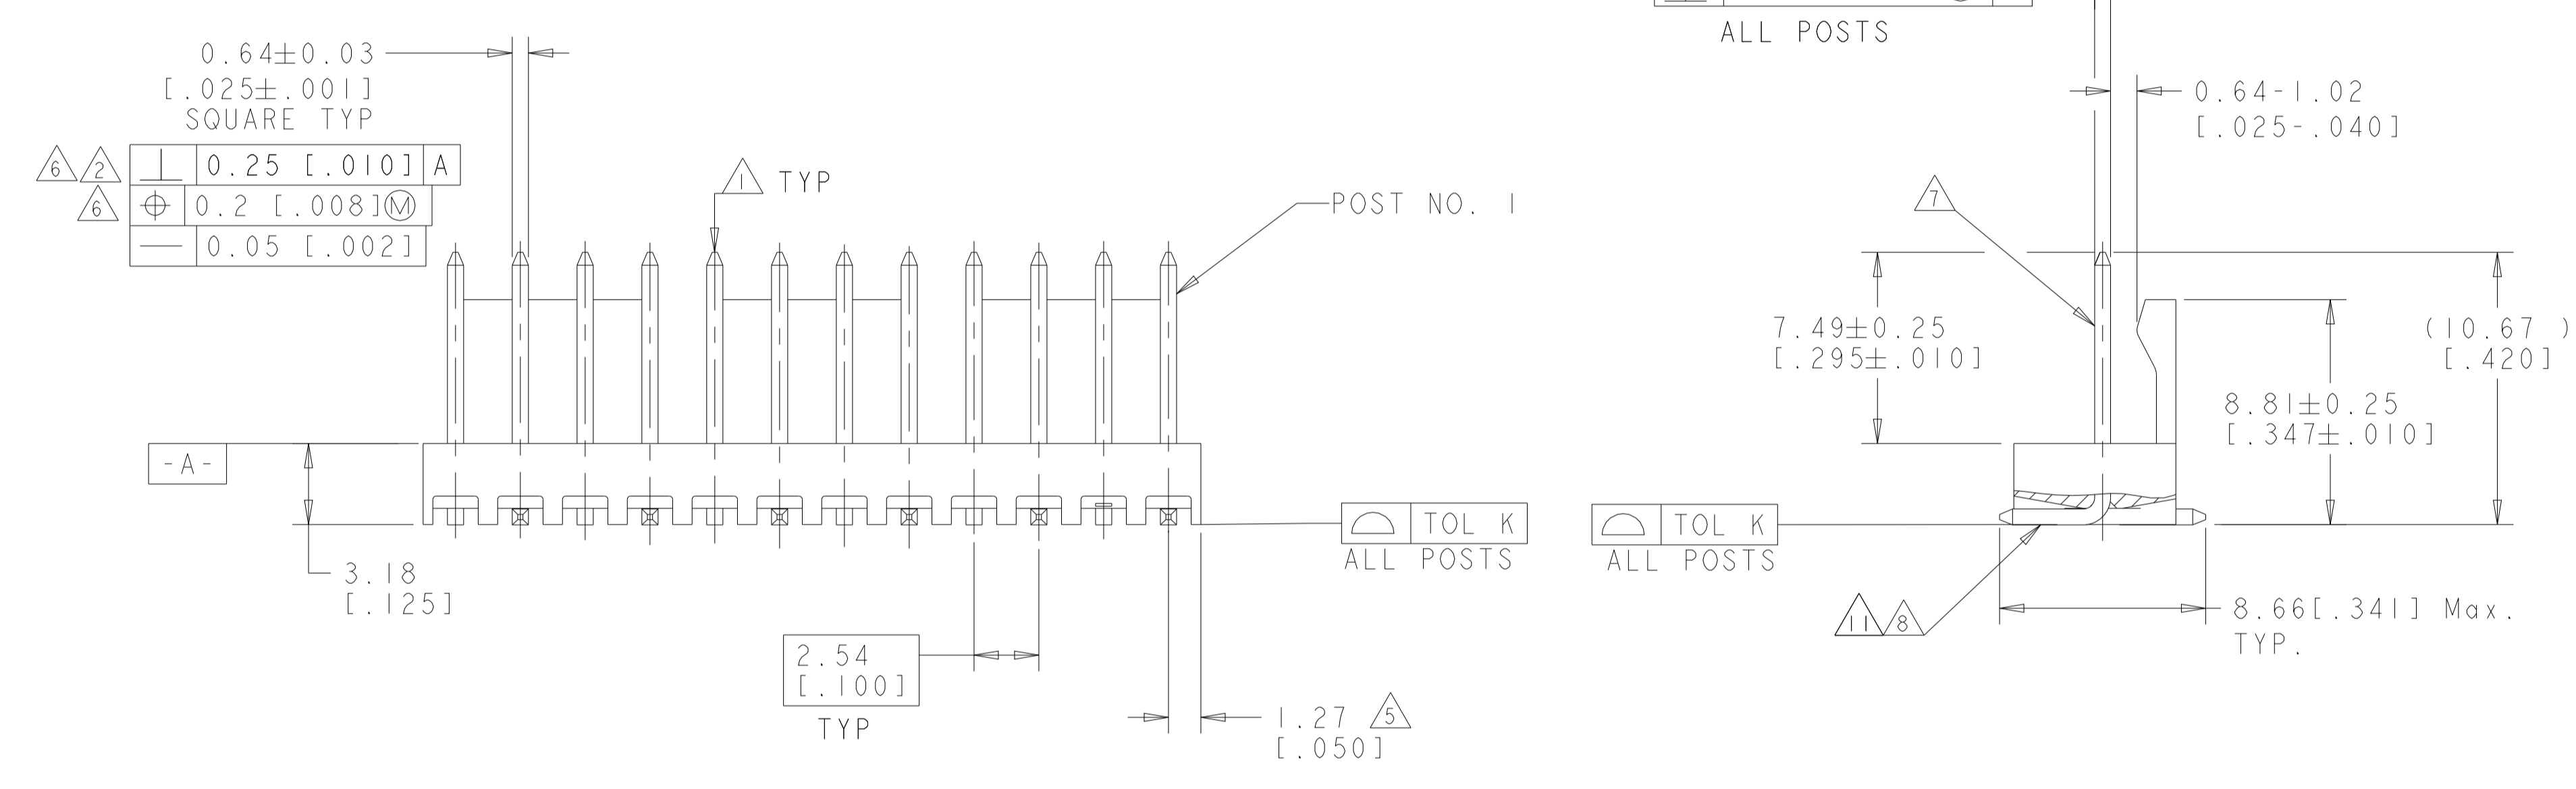 0.64±0.03
[.025±.001]
SQUARE TYP
6 2 ⊥ 0.25 [.010] A
6 ⌖ 0.2 [.008] Ⓜ
— 0.05 [.002]
1 TYP
POST NO. 1
-A-
3.18
[.125]
2.54
[.100]
TYP
1.27 5
[.050]
⌓ TOL K
ALL POSTS
ALL POSTS
0.64-1.02
[.025-.040]
7
7.49±0.25
[.295±.010]
(10.67 )
[.420]
8.81±0.25
[.347±.010]
⌓ TOL K
ALL POSTS
11 8
8.66[.341] Max.
TYP.